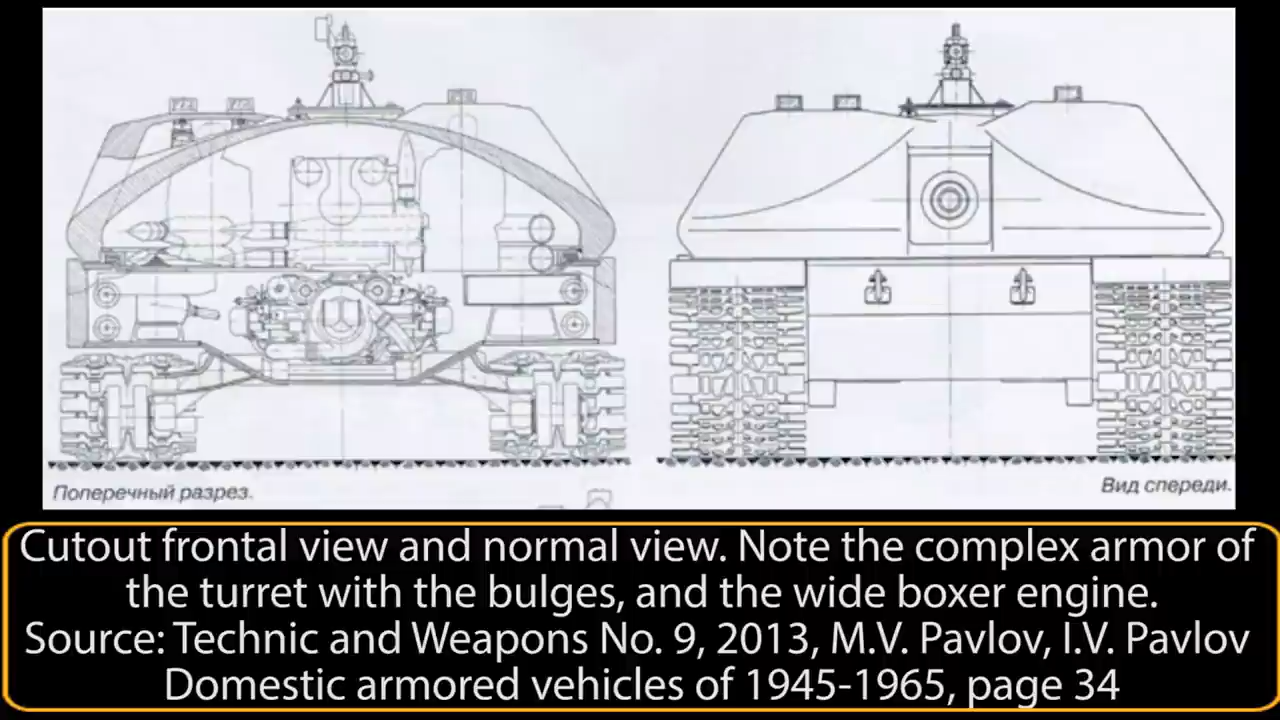 Поперечный разрез.
Вид спереди.
Cutout frontal view and normal view. Note the complex armor of
the turret with the bulges, and the wide boxer engine.
Source: Technic and Weapons No. 9, 2013, M.V. Pavlov, I.V. Pavlov
Domestic armored vehicles of 1945-1965, page 34